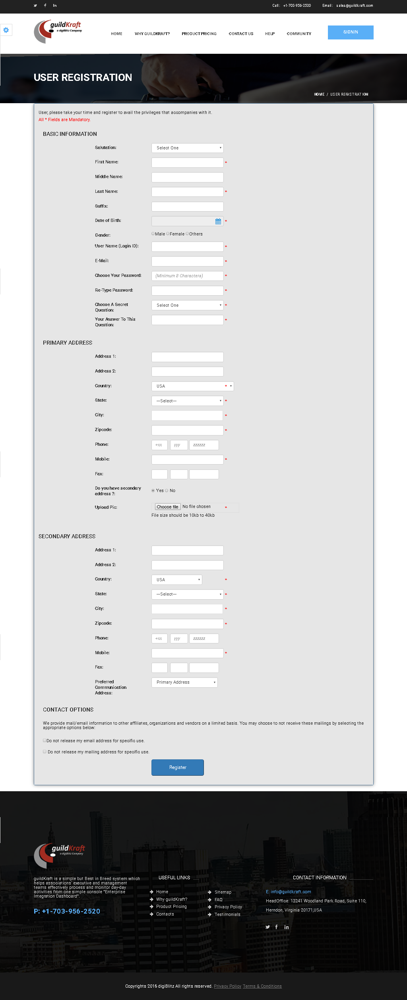 Call : +1-703-956-2520 Email : sales@guildkraft.com
guildKraft
a digiBlitz Company
HOME WHY GUILDKRAFT? PRODUCT PRICING CONTACT US HELP COMMUNITY SIGNIN
USER REGISTRATION
HOME / USER REGISTRATION
User, please take your time and register to avail the privileges that accompanies with it.
All * Fields are Mandatory.
BASIC INFORMATION
Salutation: Select One
First Name: *
Middle Name:
Last Name: *
Suffix:
Date of Birth: *
Gender: Male Female Others
User Name (Login ID): *
E-Mail: *
Choose Your Password: (Minimum 8 Characters) *
Re-Type Password: *
Choose A Secret
Question: Select One *
Your Answer To This
Question: *
PRIMARY ADDRESS
Address 1:
Address 2:
Country: USA *
State: ---Select--- *
City: *
Zipcode: *
Phone: +xx yyy zzzzzz
Mobile: *
Fax:
Do you have secondary
address ?: Yes No
Upload Pic: Choose file No file chosen *
File size should be 10kb to 40kb
SECONDARY ADDRESS
Address 1:
Address 2:
Country: USA *
State: ---Select--- *
City: *
Zipcode: *
Phone: +xx yyy zzzzzz
Mobile: *
Fax:
Preferred
Communication
Address: Primary Address
CONTACT OPTIONS
We provide mail/email information to other affiliates, organizations and vendors on a limited basis. You may choose to not receive these mailings by selecting the
appropriate options below:
Do not release my email address for specific use.
Do not release my mailing address for specific use.
Register
guildKraft
a digiBlitz Company
guildKraft is a simple but Best in Breed system which
helps associations' executive and management
teams effectively process and monitor day-day
activities from one simple console "Enterprise
Integration Dashboard".
P: +1-703-956-2520
USEFUL LINKS
Home
Why guildKraft?
Product Pricing
Contacts
Sitemap
FAQ
Privacy Policy
Testimonials
CONTACT INFORMATION
E: info@guildkraft.com
HeadOffice: 13241 Woodland Park Road, Suite 110,
Herndon, Virginia 20171,USA
Copyrights 2016 digiBlitz All rights reserved. Privacy Policy Terms & Conditions